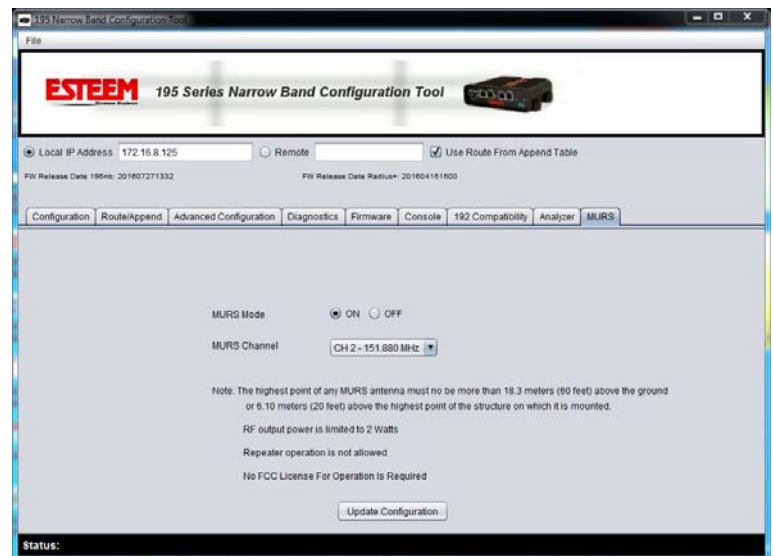 195 Narrow Band Configuration Tool
File
ESTEEM
195 Series Narrow Band Configuration Tool
Local IP Address 172.16.8.125 Remote Use Route From Append Table
FW Release Date 195nb: 201607271332 FW Release Date Radius+: 201604161600
Configuration Route/Append Advanced Configuration Diagnostics Firmware Console 192 Compatibility Analyzer MURS
MURS Mode ON OFF
MURS Channel CH 2 - 151.880 MHz
Note: The highest point of any MURS antenna must no be more than 18.3 meters (60 feet) above the ground
or 6.10 meters (20 feet) above the highest point of the structure on which it is mounted.
RF output power is limited to 2 Watts
Repeater operation is not allowed
No FCC License For Operation Is Required
Update Configuration
Status: